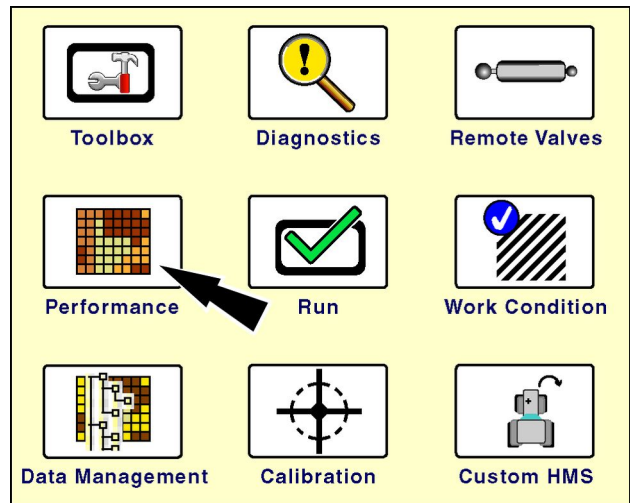 Toolbox
Diagnostics
Remote Valves
Performance
Run
Work Condition
Data Management
Calibration
Custom HMS